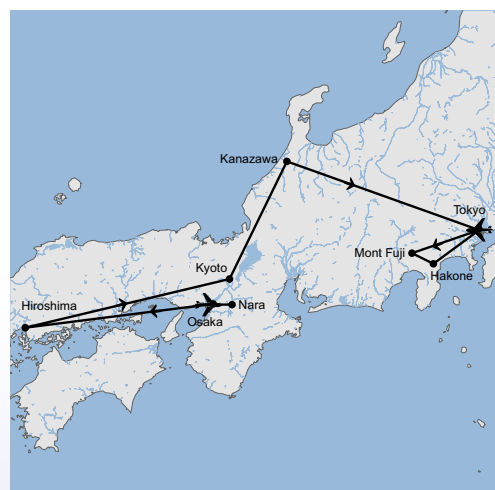 Kanazawa
Tokyo
Mont Fuji
Kyoto
Hakone
Hiroshima
Nara
Osaka